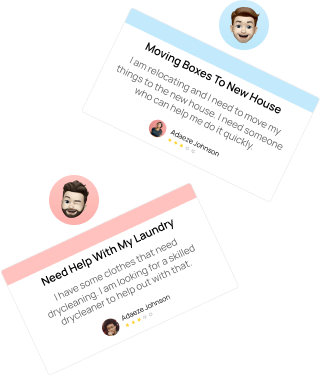 Moving Boxes To New House
I am relocating and I need to move my
things to the new house. I need someone
who can help me do it quickly.
Adaeze Johnson
Need Help With My Laundry
I have some clothes that need
drycleaning. I am looking for a skilled
drycleaner to help out with that.
Adaeze Johnson